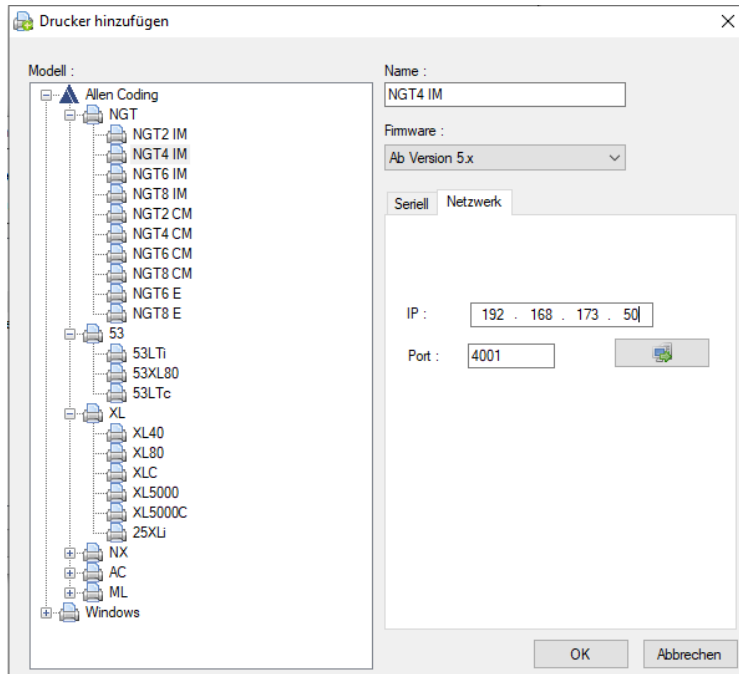 Drucker hinzufügen
Modell :
Allen Coding
NGT
NGT2 IM
NGT4 IM
NGT6 IM
NGT8 IM
NGT2 CM
NGT4 CM
NGT6 CM
NGT8 CM
NGT6 E
NGT8 E
53
53LTi
53XL80
53LTc
XL
XL40
XL80
XLC
XL5000
XL5000C
25XLi
NX
AC
ML
Windows
Name :
NGT4 IM
Firmware :
Ab Version 5.x
Seriell Netzwerk
IP : 192 . 168 . 173 . 50
Port : 4001
OK Abbrechen